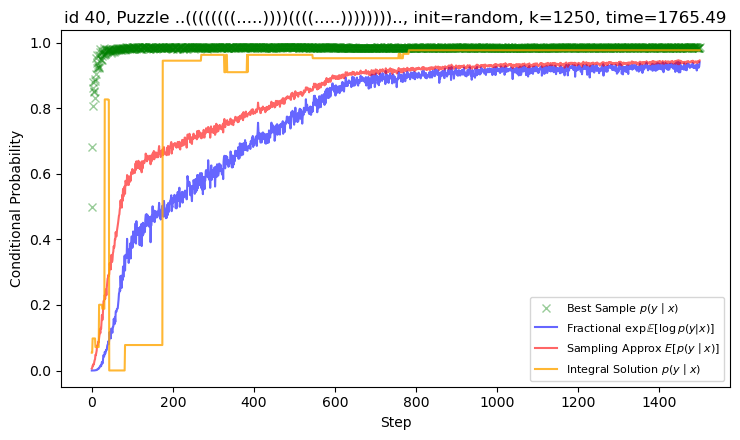 id 40, Puzzle ..((((((((.....))))((((.....)))))))).., init=random, k=1250, time=1765.49
Conditional Probability
1.0
0.8
0.6
0.4
0.2
0.0
0 200 400 600 800 1000 1200 1400
Step
Best Sample p(y | x)
Fractional exp𝔼[log p(y|x)]
Sampling Approx E[p(y | x)]
Integral Solution p(y | x)